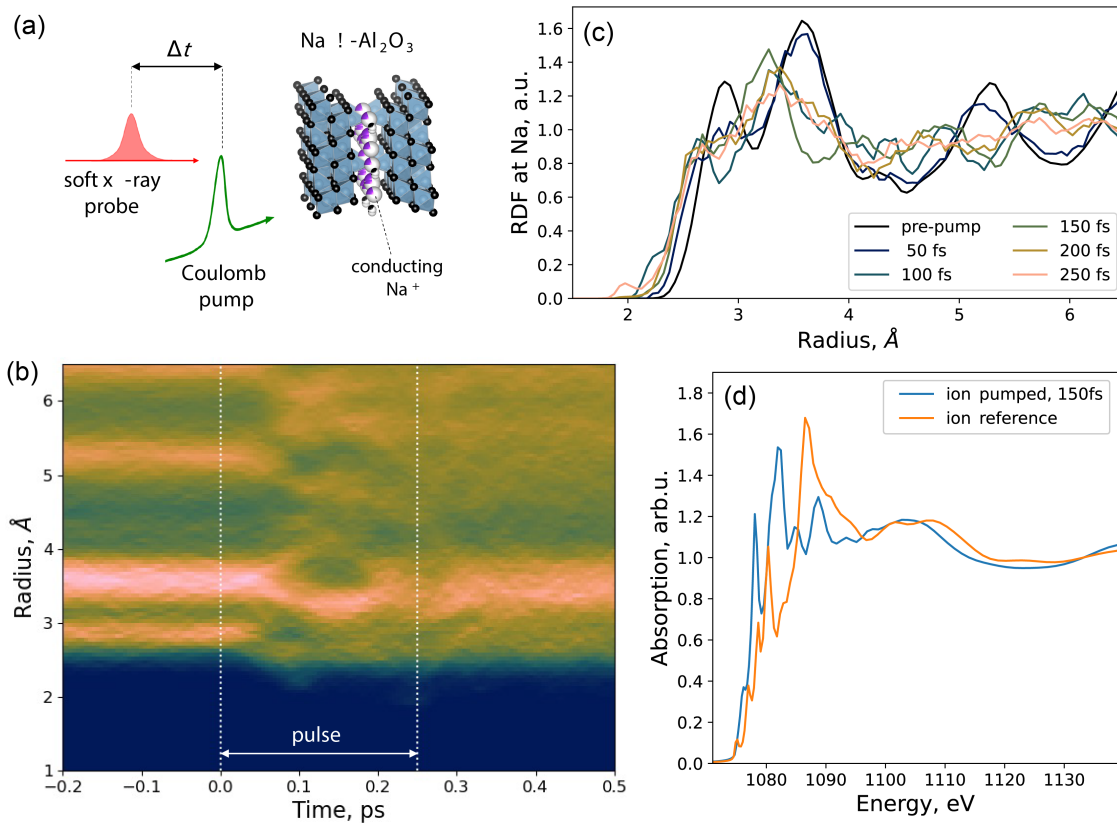 (a)
Δt
Na ! -Al2O3
soft x -ray
probe
Coulomb
pump
conducting
Na +
(c)
RDF at Na, a.u.
1.6
1.4
1.2
1.0
0.8
0.6
0.4
0.2
0.0
pre-pump
50 fs
100 fs
150 fs
200 fs
250 fs
2
3
4
5
6
Radius, Å
(b)
Radius, Å
6
5
4
3
2
1
pulse
−0.2
−0.1
0.0
0.1
0.2
0.3
0.4
0.5
Time, ps
(d)
Absorption, arb.u.
1.8
1.6
1.4
1.2
1.0
0.8
0.6
0.4
0.2
0.0
ion pumped, 150fs
ion reference
1080
1090
1100
1110
1120
1130
Energy, eV